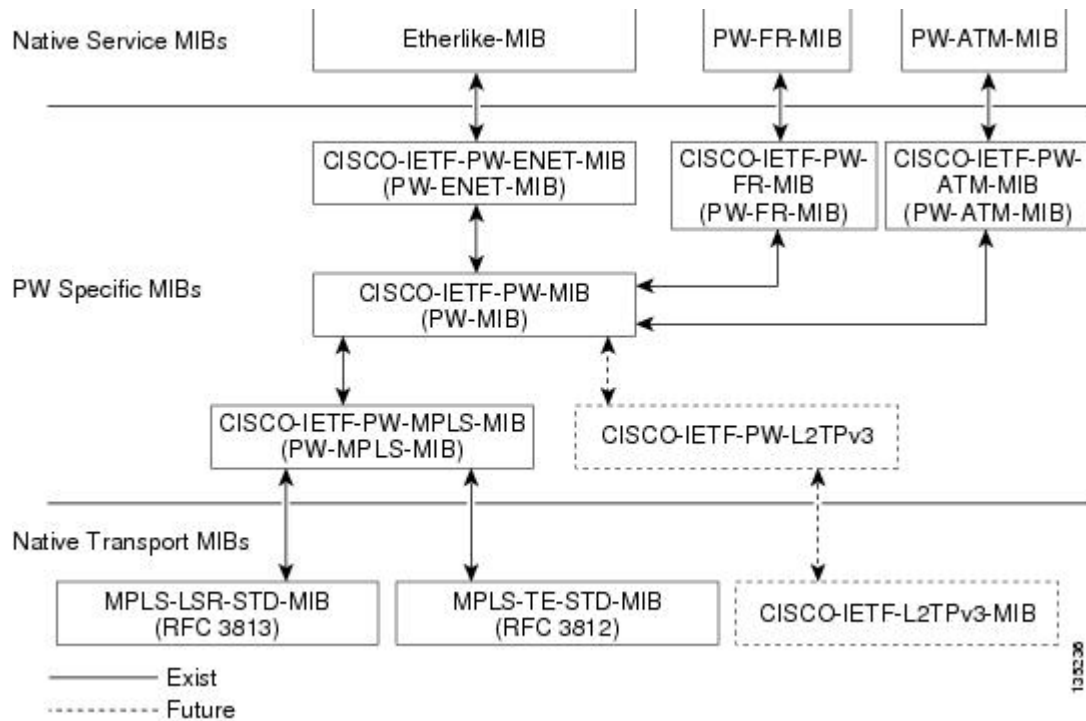 Native Service MIBs
Etherlike-MIB
PW-FR-MIB
PW-ATM-MIB
CISCO-IETF-PW-ENET-MIB
(PW-ENET-MIB)
CISCO-IETF-PW-
FR-MIB
(PW-FR-MIB)
CISCO-IETF-PW-
ATM-MIB
(PW-ATM-MIB)
PW Specific MIBs
CISCO-IETF-PW-MIB
(PW-MIB)
CISCO-IETF-PW-MPLS-MIB
(PW-MPLS-MIB)
CISCO-IETF-PW-L2TPv3
Native Transport MIBs
MPLS-LSR-STD-MIB
(RFC 3813)
MPLS-TE-STD-MIB
(RFC 3812)
CISCO-IETF-L2TPv3-MIB
Exist
Future